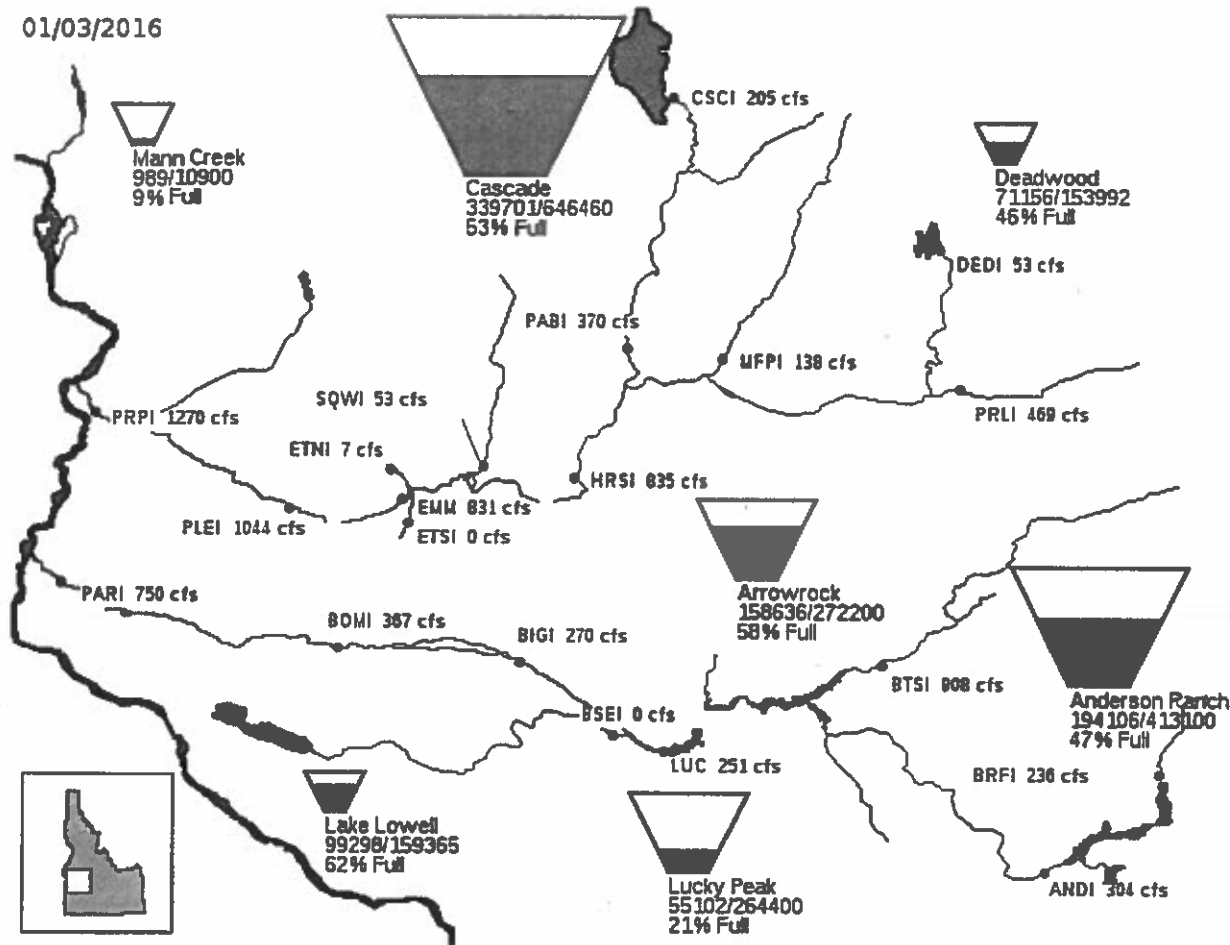 01/03/2016
CSCI 205 cfs
Mann Creek
989/10900
9% Full
Cascade
339701/646460
53% Full
Deadwood
71156/153992
46% Full
DEDI 53 cfs
PABI 370 cfs
MFPI 138 cfs
SQWI 53 cfs
PRPI 1270 cfs
PRLI 469 cfs
ETNI 7 cfs
HRSI 835 cfs
EMM 831 cfs
PLEI 1044 cfs
ETSI 0 cfs
Arrowrock
158636/272200
58% Full
PARI 750 cfs
BOMI 367 cfs
BIGI 270 cfs
BTSI 808 cfs
Anderson Ranch
194106/413100
47% Full
BSEI 0 cfs
LUC 251 cfs
BRFI 236 cfs
Lake Lowell
99298/159365
62% Full
Lucky Peak
55102/264400
21% Full
ANDI 304 cfs